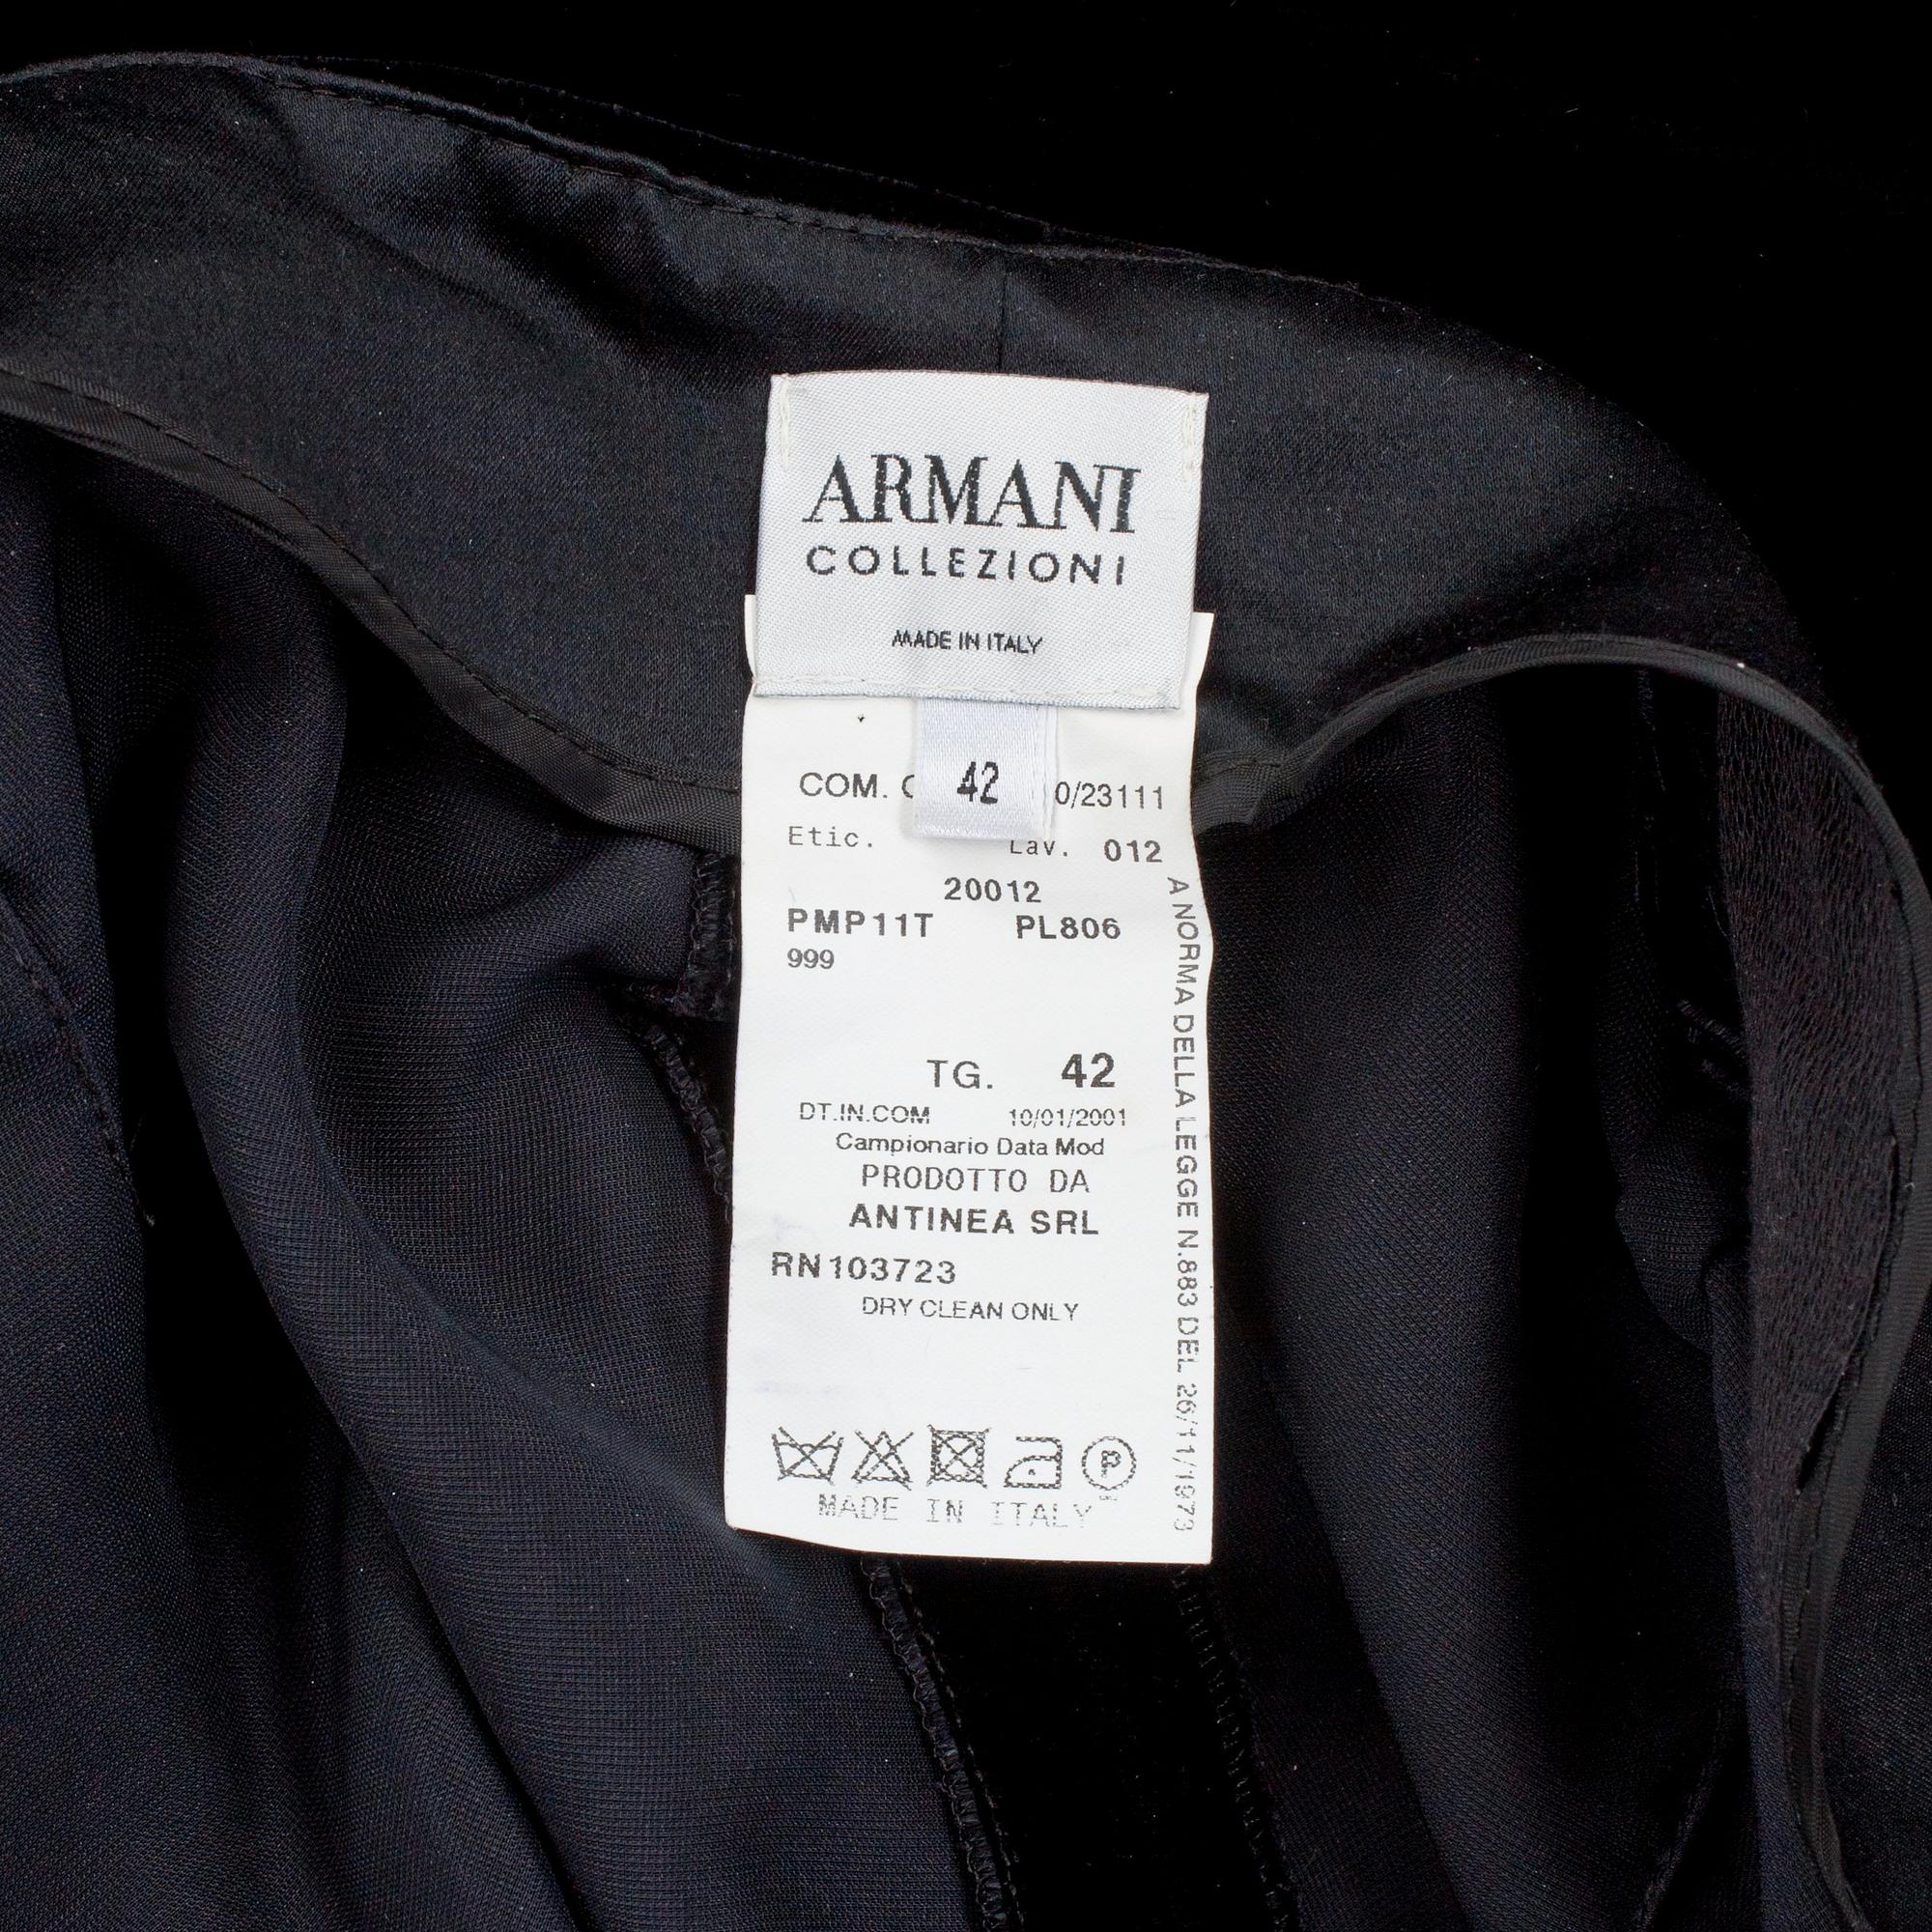 ARMANI
COLLEZIONI
MADE IN ITALY
42
COM. 0/23111
Etic. Lav. 012
20012
PMP11T PL806
999
TG. 42
DT.IN.COM 10/01/2001
Campionario Data Mod
PRODOTTO DA
ANTINEA SRL
RN103723
DRY CLEAN ONLY
P
MADE IN ITALY
A NORMA DELLA LEGGE N.883 DEL 26/11/1973